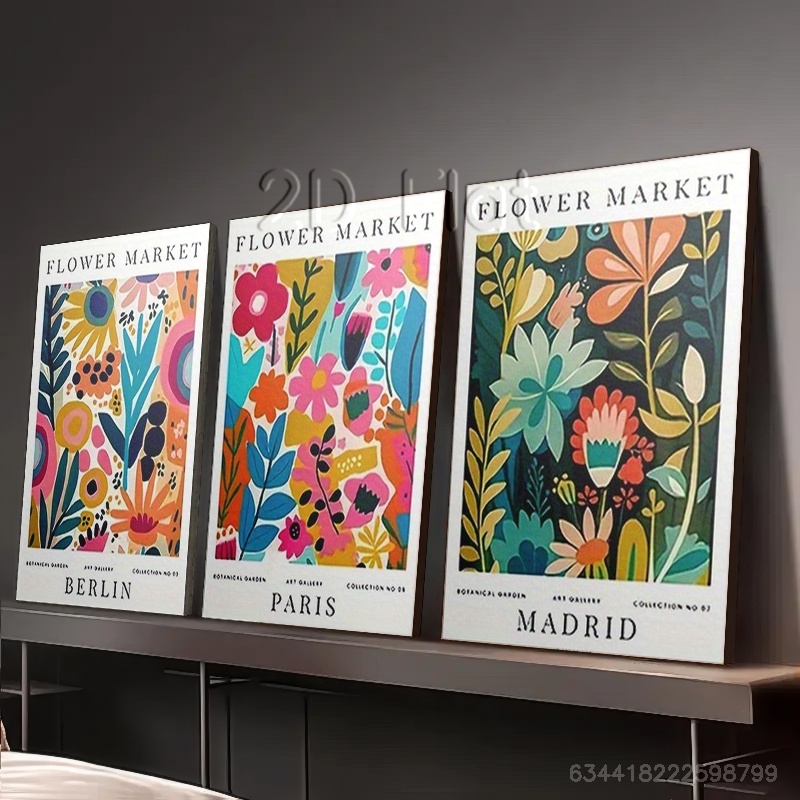 2D Flat
FLOWER MARKET
BOTANICAL GARDEN ART GALLERY COLLECTION NO 03
BERLIN
FLOWER MARKET
BOTANICAL GARDEN ART GALLERY COLLECTION NO 08
PARIS
FLOWER MARKET
BOTANICAL GARDEN ART GALLERY COLLECTION NO 07
MADRID
634418222598799